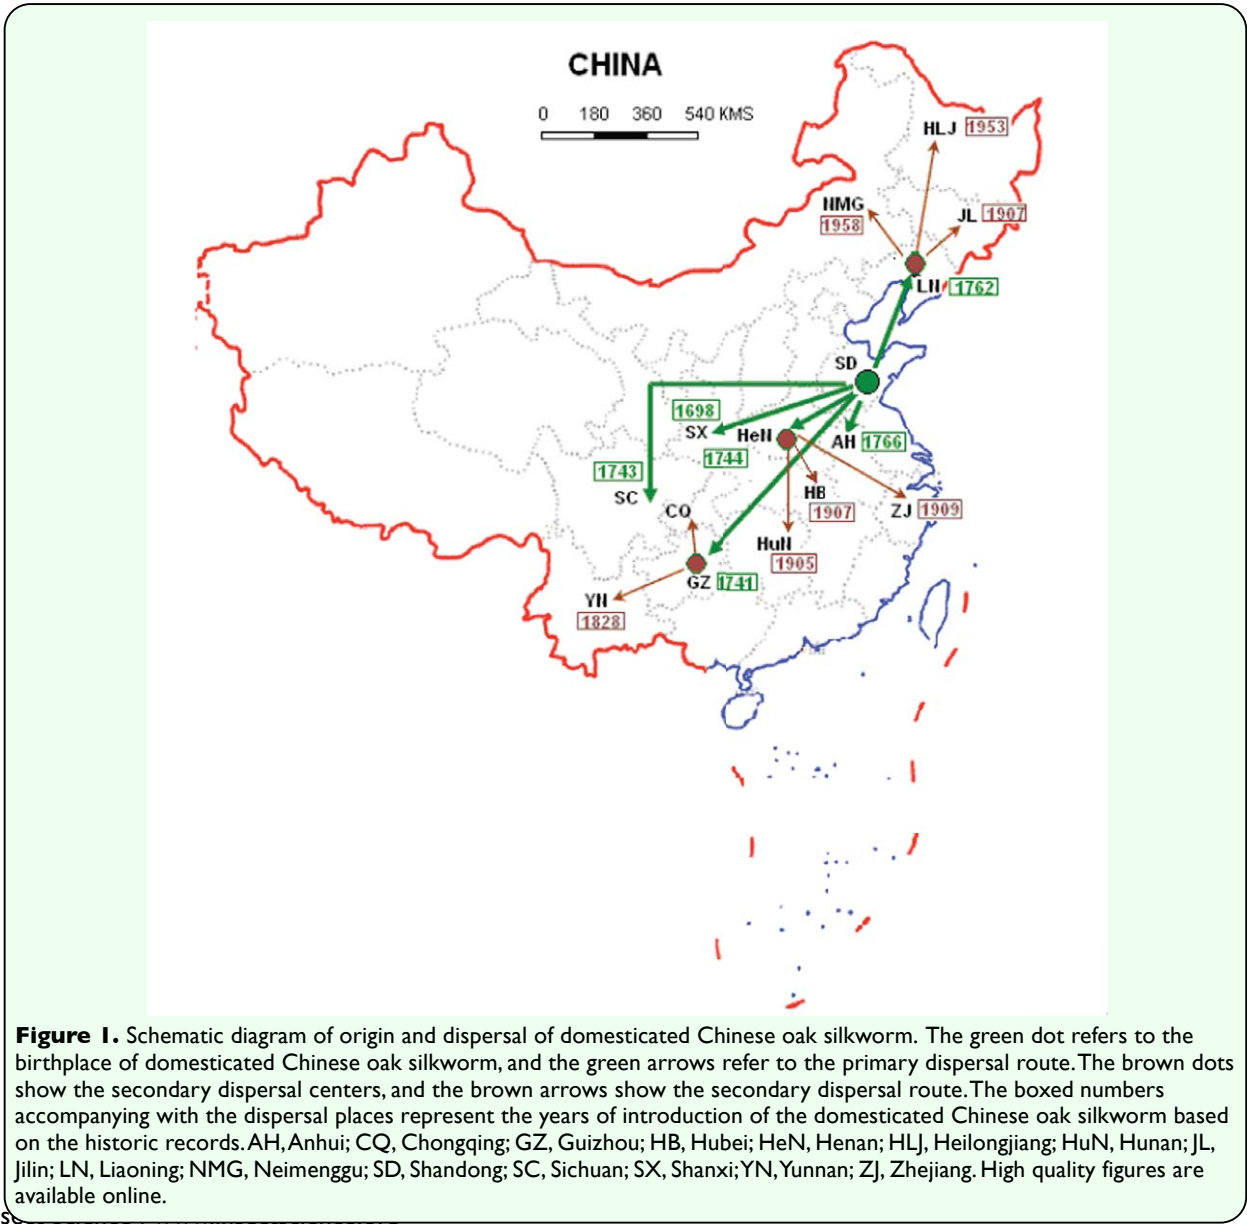 CHINA
0 180 360 540 KMS
HLJ 1953
NMG
1958
JL 1907
LN 1762
SD
1698
SX
HeN
AH 1766
1744
1743
SC
HB
1907
ZJ 1909
CQ
HuN
1905
GZ 1741
YN
1828
Figure 1. Schematic diagram of origin and dispersal of domesticated Chinese oak silkworm. The green dot refers to the
birthplace of domesticated Chinese oak silkworm, and the green arrows refer to the primary dispersal route. The brown dots
show the secondary dispersal centers, and the brown arrows show the secondary dispersal route. The boxed numbers
accompanying with the dispersal places represent the years of introduction of the domesticated Chinese oak silkworm based
on the historic records. AH, Anhui; CQ, Chongqing; GZ, Guizhou; HB, Hubei; HeN, Henan; HLJ, Heilongjiang; HuN, Hunan; JL,
Jilin; LN, Liaoning; NMG, Neimenggu; SD, Shandong; SC, Sichuan; SX, Shanxi; YN, Yunnan; ZJ, Zhejiang. High quality figures are
available online.